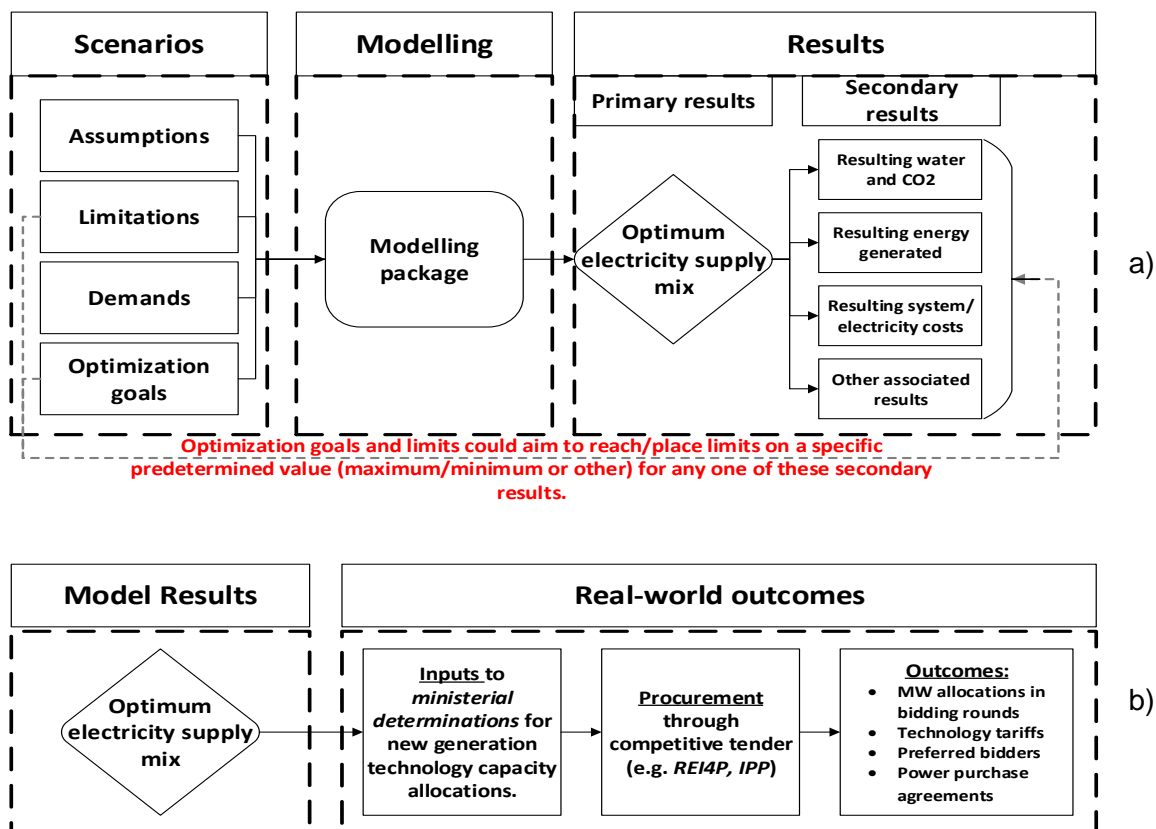 Scenarios
Modelling
Results
Primary results
Secondary
results
Assumptions
Limitations
Demands
Optimization
goals
Modelling
package
Optimum
electricity supply
mix
Resulting water
and CO2
Resulting energy
generated
Resulting system/
electricity costs
Other associated
results
a)
Optimization goals and limits could aim to reach/place limits on a specific
predetermined value (maximum/minimum or other) for any one of these secondary
results.
Model Results
Real-world outcomes
Optimum
electricity supply
mix
Inputs to
ministerial
determinations for
new generation
technology capacity
allocations.
Procurement
through
competitive tender
(e.g. REI4P, IPP)
Outcomes:
• MW allocations in
bidding rounds
• Technology tariffs
• Preferred bidders
• Power purchase
agreements
b)